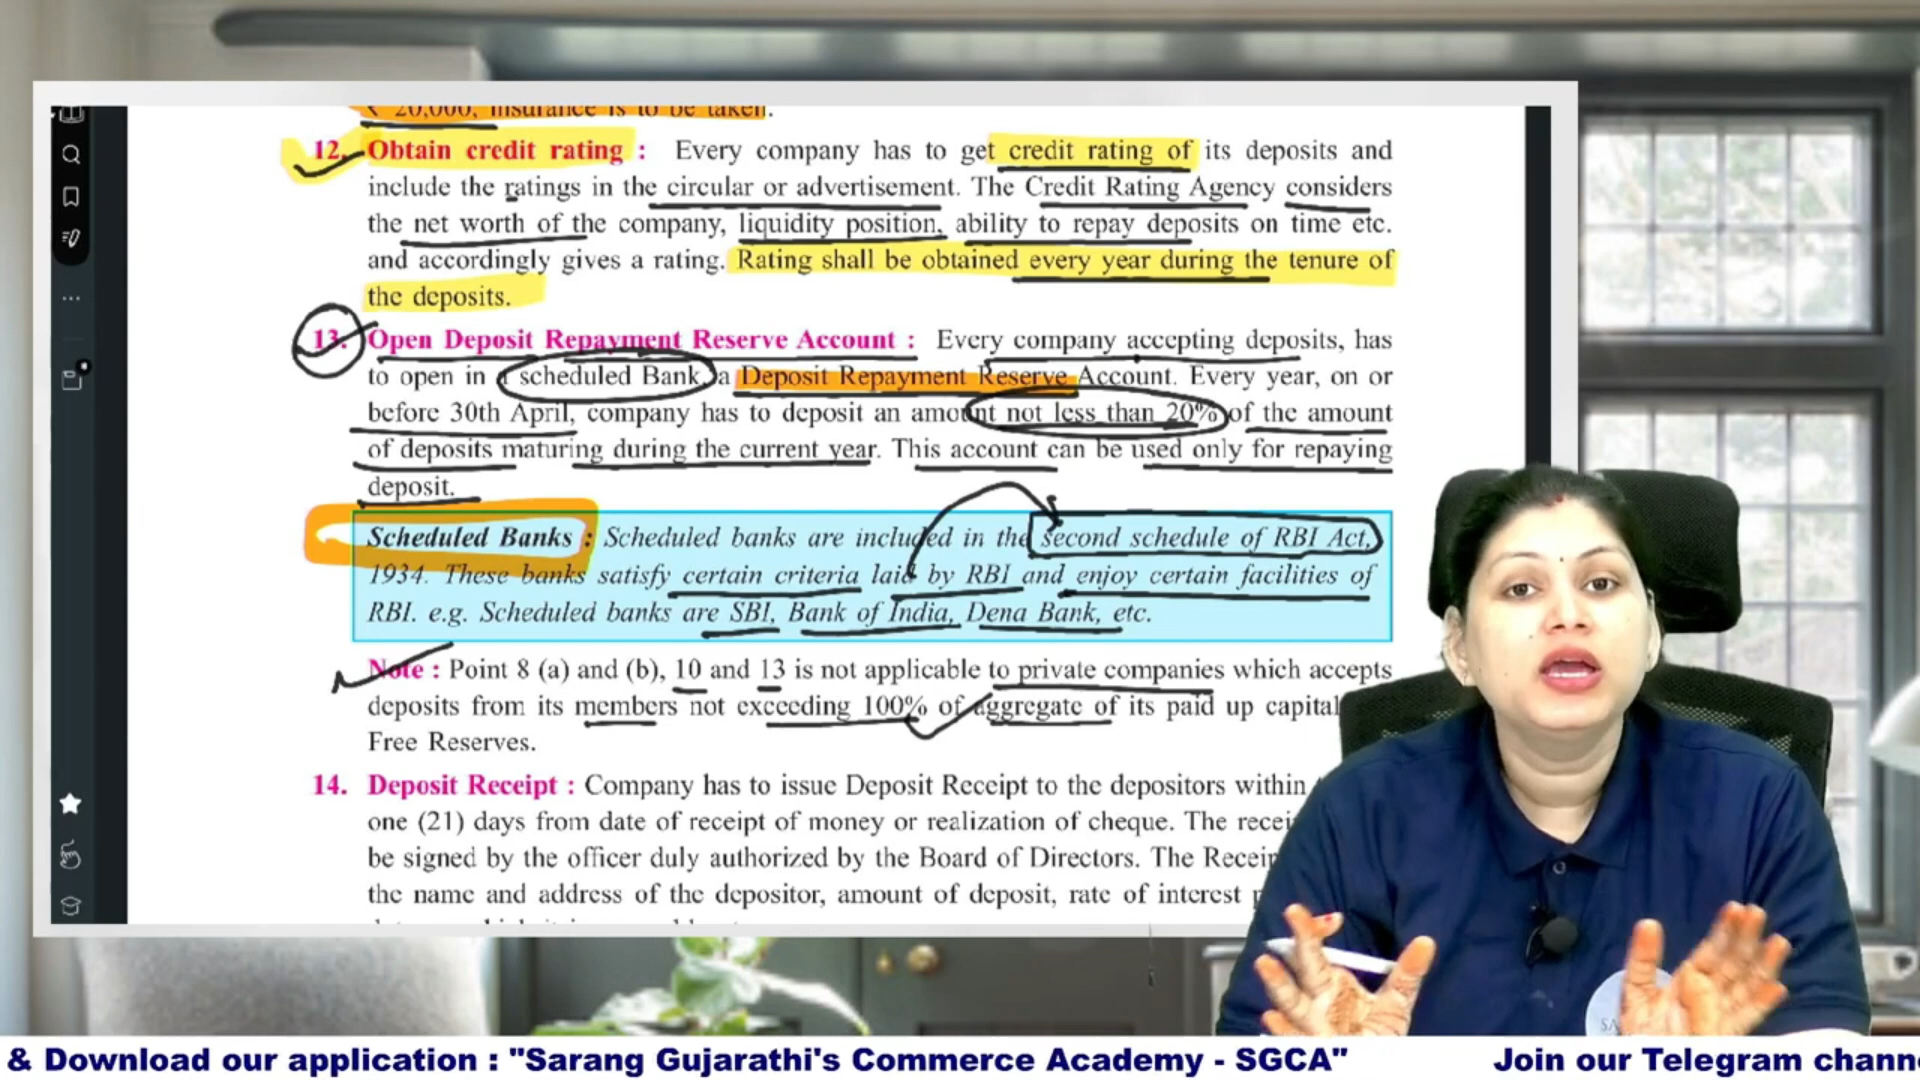 ₹ 20,000, insurance is to be taken.
12. Obtain credit rating : Every company has to get credit rating of its deposits and
include the ratings in the circular or advertisement. The Credit Rating Agency considers
the net worth of the company, liquidity position, ability to repay deposits on time etc.
and accordingly gives a rating. Rating shall be obtained every year during the tenure of
the deposits.
13. Open Deposit Repayment Reserve Account : Every company accepting deposits, has
to open in a scheduled Bank, a Deposit Repayment Reserve Account. Every year, on or
before 30th April, company has to deposit an amount not less than 20% of the amount
of deposits maturing during the current year. This account can be used only for repaying
deposit.
Scheduled Banks : Scheduled banks are included in the second schedule of RBI Act,
1934. These banks satisfy certain criteria laid by RBI and enjoy certain facilities of
RBI. e.g. Scheduled banks are SBI, Bank of India, Dena Bank, etc.
Note : Point 8 (a) and (b), 10 and 13 is not applicable to private companies which accepts
deposits from its members not exceeding 100% of aggregate of its paid up capital
Free Reserves.
14. Deposit Receipt : Company has to issue Deposit Receipt to the depositors within
one (21) days from date of receipt of money or realization of cheque. The recei
be signed by the officer duly authorized by the Board of Directors. The Receip
the name and address of the depositor, amount of deposit, rate of interest
& Download our application : "Sarang Gujarathi's Commerce Academy - SGCA" Join our Telegram chann